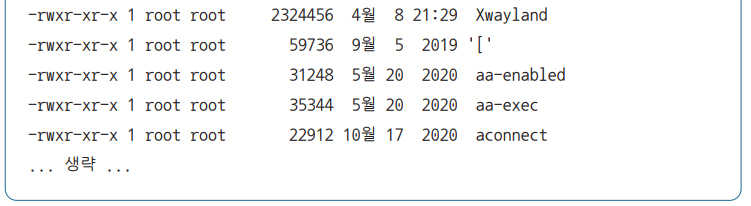 -rwxr-xr-x 1 root root     2324456  4월  8 21:29  Xwayland
-rwxr-xr-x 1 root root       59736  9월  5  2019 '['
-rwxr-xr-x 1 root root       31248  5월 20  2020  aa-enabled
-rwxr-xr-x 1 root root       35344  5월 20  2020  aa-exec
-rwxr-xr-x 1 root root       22912 10월 17  2020  aconnect
... 생략 ...